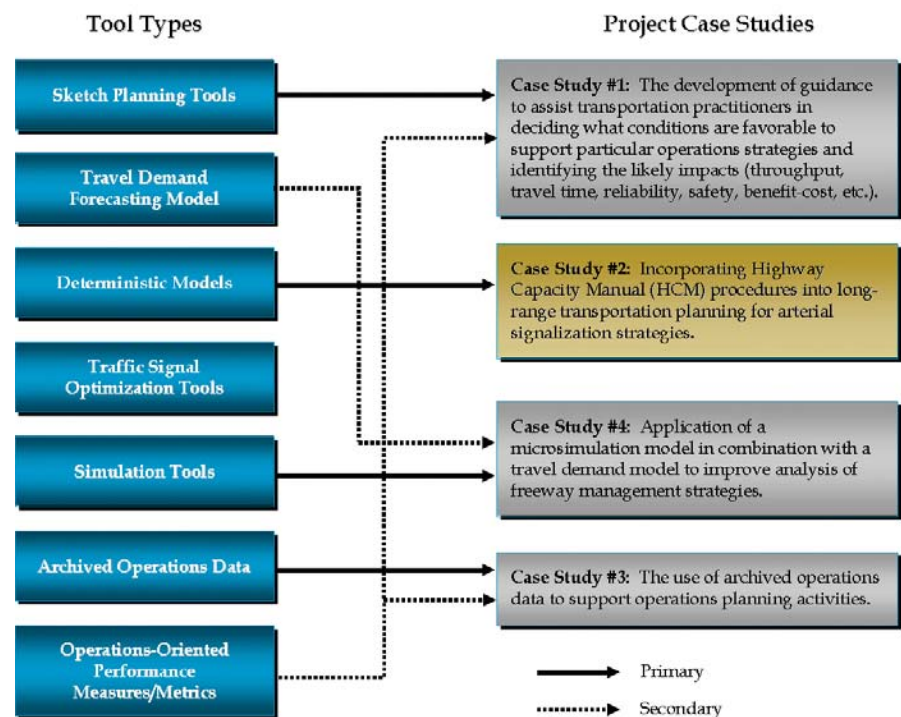 Tool Types
Project Case Studies
Sketch Planning Tools
Travel Demand
Forecasting Model
Deterministic Models
Traffic Signal
Optimization Tools
Simulation Tools
Archived Operations Data
Operations-Oriented
Performance
Measures/Metrics
Case Study #1: The development of guidance
to assist transportation practitioners in
deciding what conditions are favorable to
support particular operations strategies and
identifying the likely impacts (throughput,
travel time, reliability, safety, benefit-cost, etc.).
Case Study #2: Incorporating Highway
Capacity Manual (HCM) procedures into long-
range transportation planning for arterial
signalization strategies.
Case Study #4: Application of a
microsimulation model in combination with a
travel demand model to improve analysis of
freeway management strategies.
Case Study #3: The use of archived operations
data to support operations planning activities.
Primary
Secondary